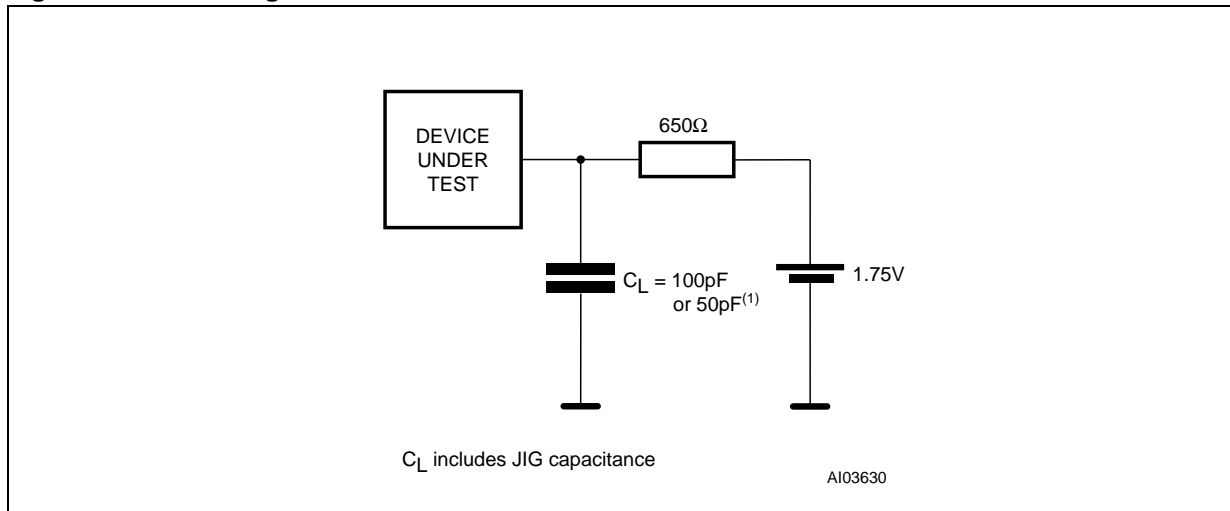 DEVICE
UNDER
TEST
650Ω
CL = 100pF
or 50pF(1)
1.75V
CL includes JIG capacitance
AI03630